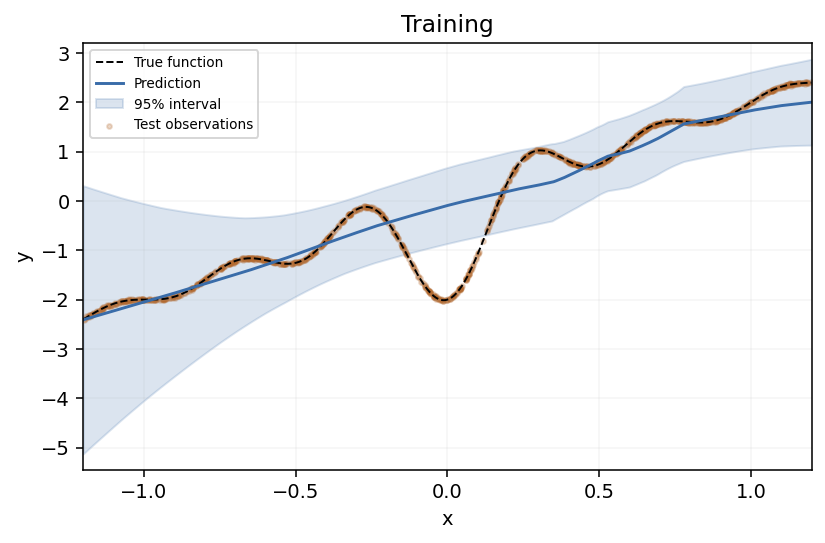 Training
True function
Prediction
95% interval
Test observations
3
2
1
0
−1
−2
−3
−4
−5
y
−1.0 −0.5 0.0 0.5 1.0
x